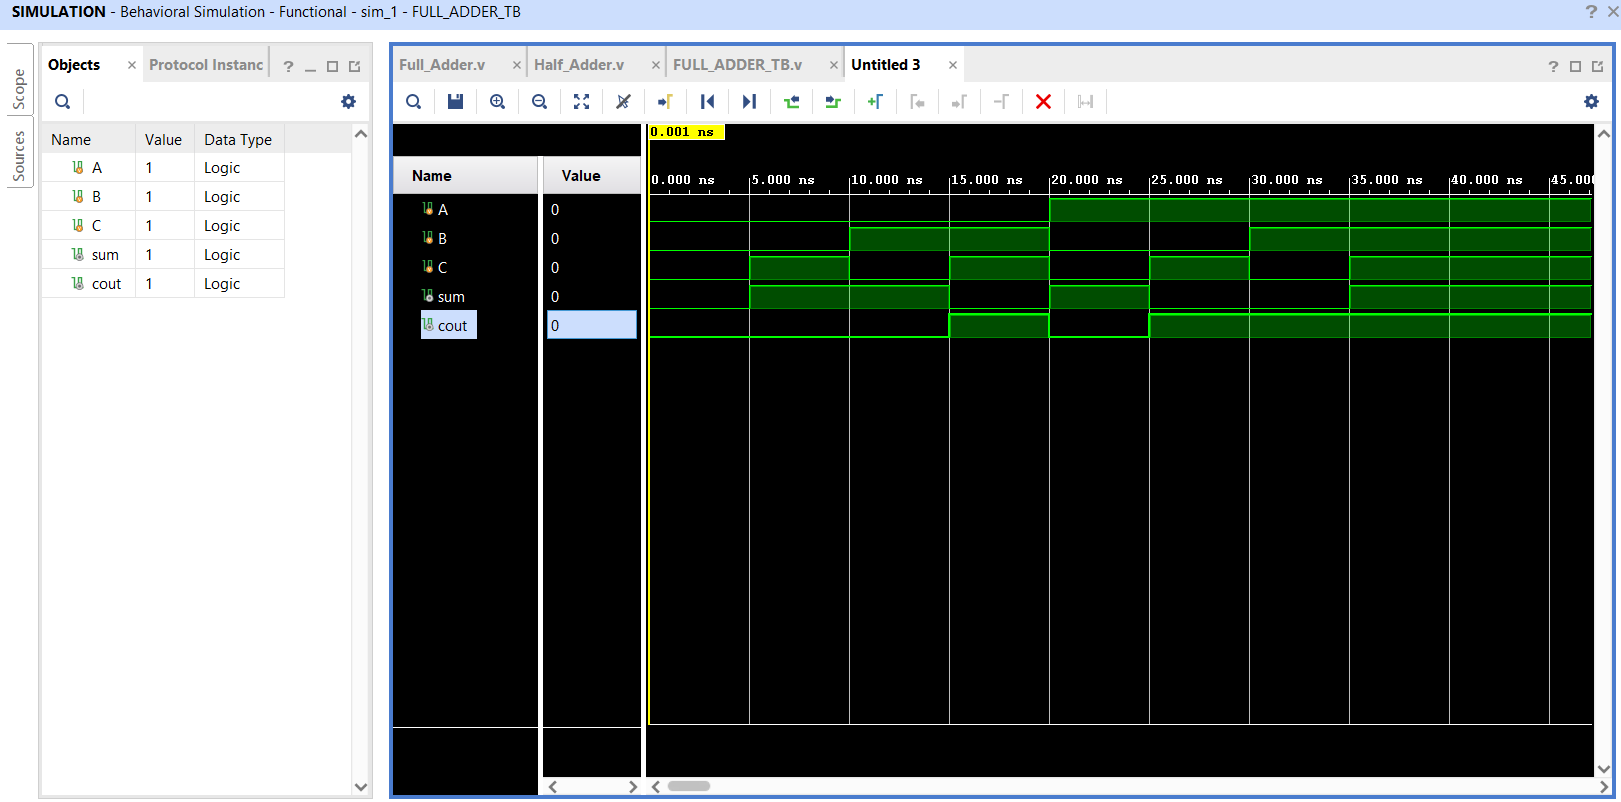 SIMULATION - Behavioral Simulation - Functional - sim_1 - FULL_ADDER_TB
? ×
Scope
Sources
Objects × Protocol Instanc ?
Name Value Data Type
A 1 Logic
B 1 Logic
C 1 Logic
sum 1 Logic
cout 1 Logic
Full_Adder.v × Half_Adder.v × FULL_ADDER_TB.v × Untitled 3 × ?
0.001 ns
Name Value
0.000 ns 5.000 ns 10.000 ns 15.000 ns 20.000 ns 25.000 ns 30.000 ns 35.000 ns 40.000 ns 45.000
A 0
B 0
C 0
sum 0
cout 0